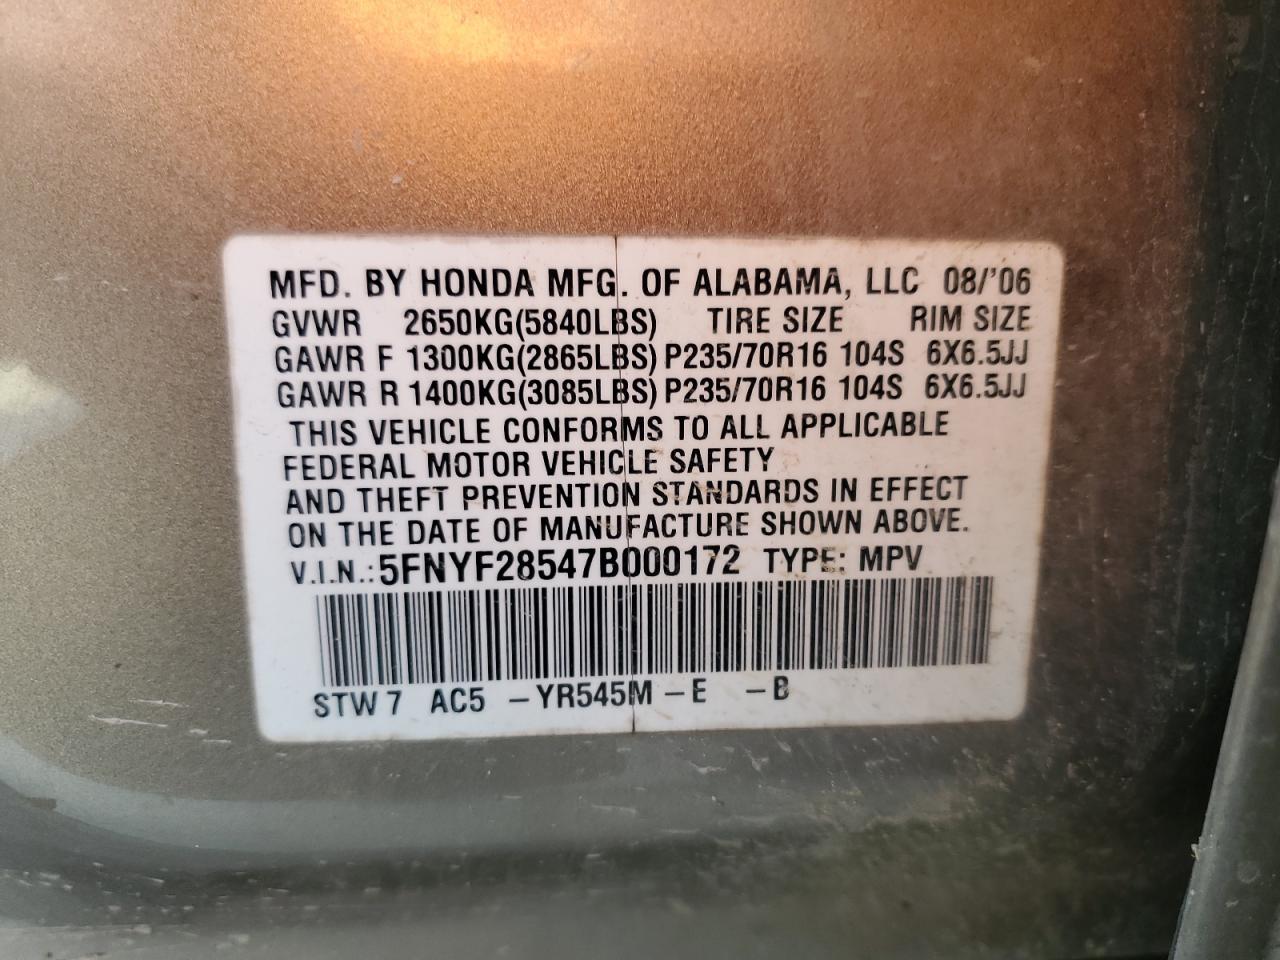 MFD. BY HONDA MFG. OF ALABAMA, LLC 08/'06
GVWR 2650KG(5840LBS) TIRE SIZE RIM SIZE
GAWR F 1300KG(2865LBS) P235/70R16 104S 6X6.5JJ
GAWR R 1400KG(3085LBS) P235/70R16 104S 6X6.5JJ
THIS VEHICLE CONFORMS TO ALL APPLICABLE
FEDERAL MOTOR VEHICLE SAFETY
AND THEFT PREVENTION STANDARDS IN EFFECT
ON THE DATE OF MANUFACTURE SHOWN ABOVE.
V.I.N.: 5FNYF28547B000172 TYPE: MPV
STW 7 AC5 –YR545M –E –B